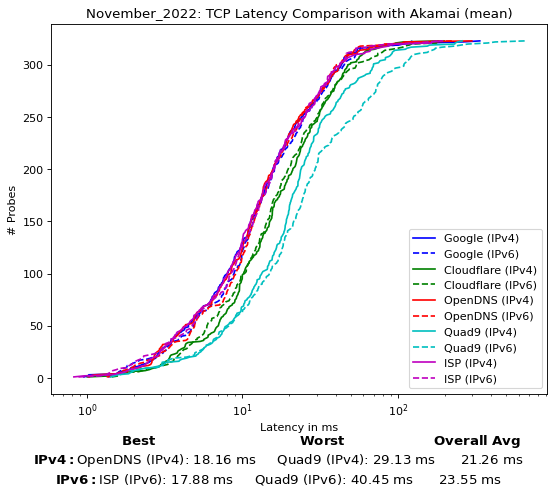 November_2022: TCP Latency Comparison with Akamai (mean)
# Probes
300
250
200
150
100
50
0
Google (IPv4)
Google (IPv6)
Cloudflare (IPv4)
Cloudflare (IPv6)
OpenDNS (IPv4)
OpenDNS (IPv6)
Quad9 (IPv4)
Quad9 (IPv6)
ISP (IPv4)
ISP (IPv6)
10⁰ 10¹ 10²
Latency in ms
Best Worst Overall Avg
IPv4: OpenDNS (IPv4): 18.16 ms Quad9 (IPv4): 29.13 ms 21.26 ms
IPv6: ISP (IPv6): 17.88 ms Quad9 (IPv6): 40.45 ms 23.55 ms